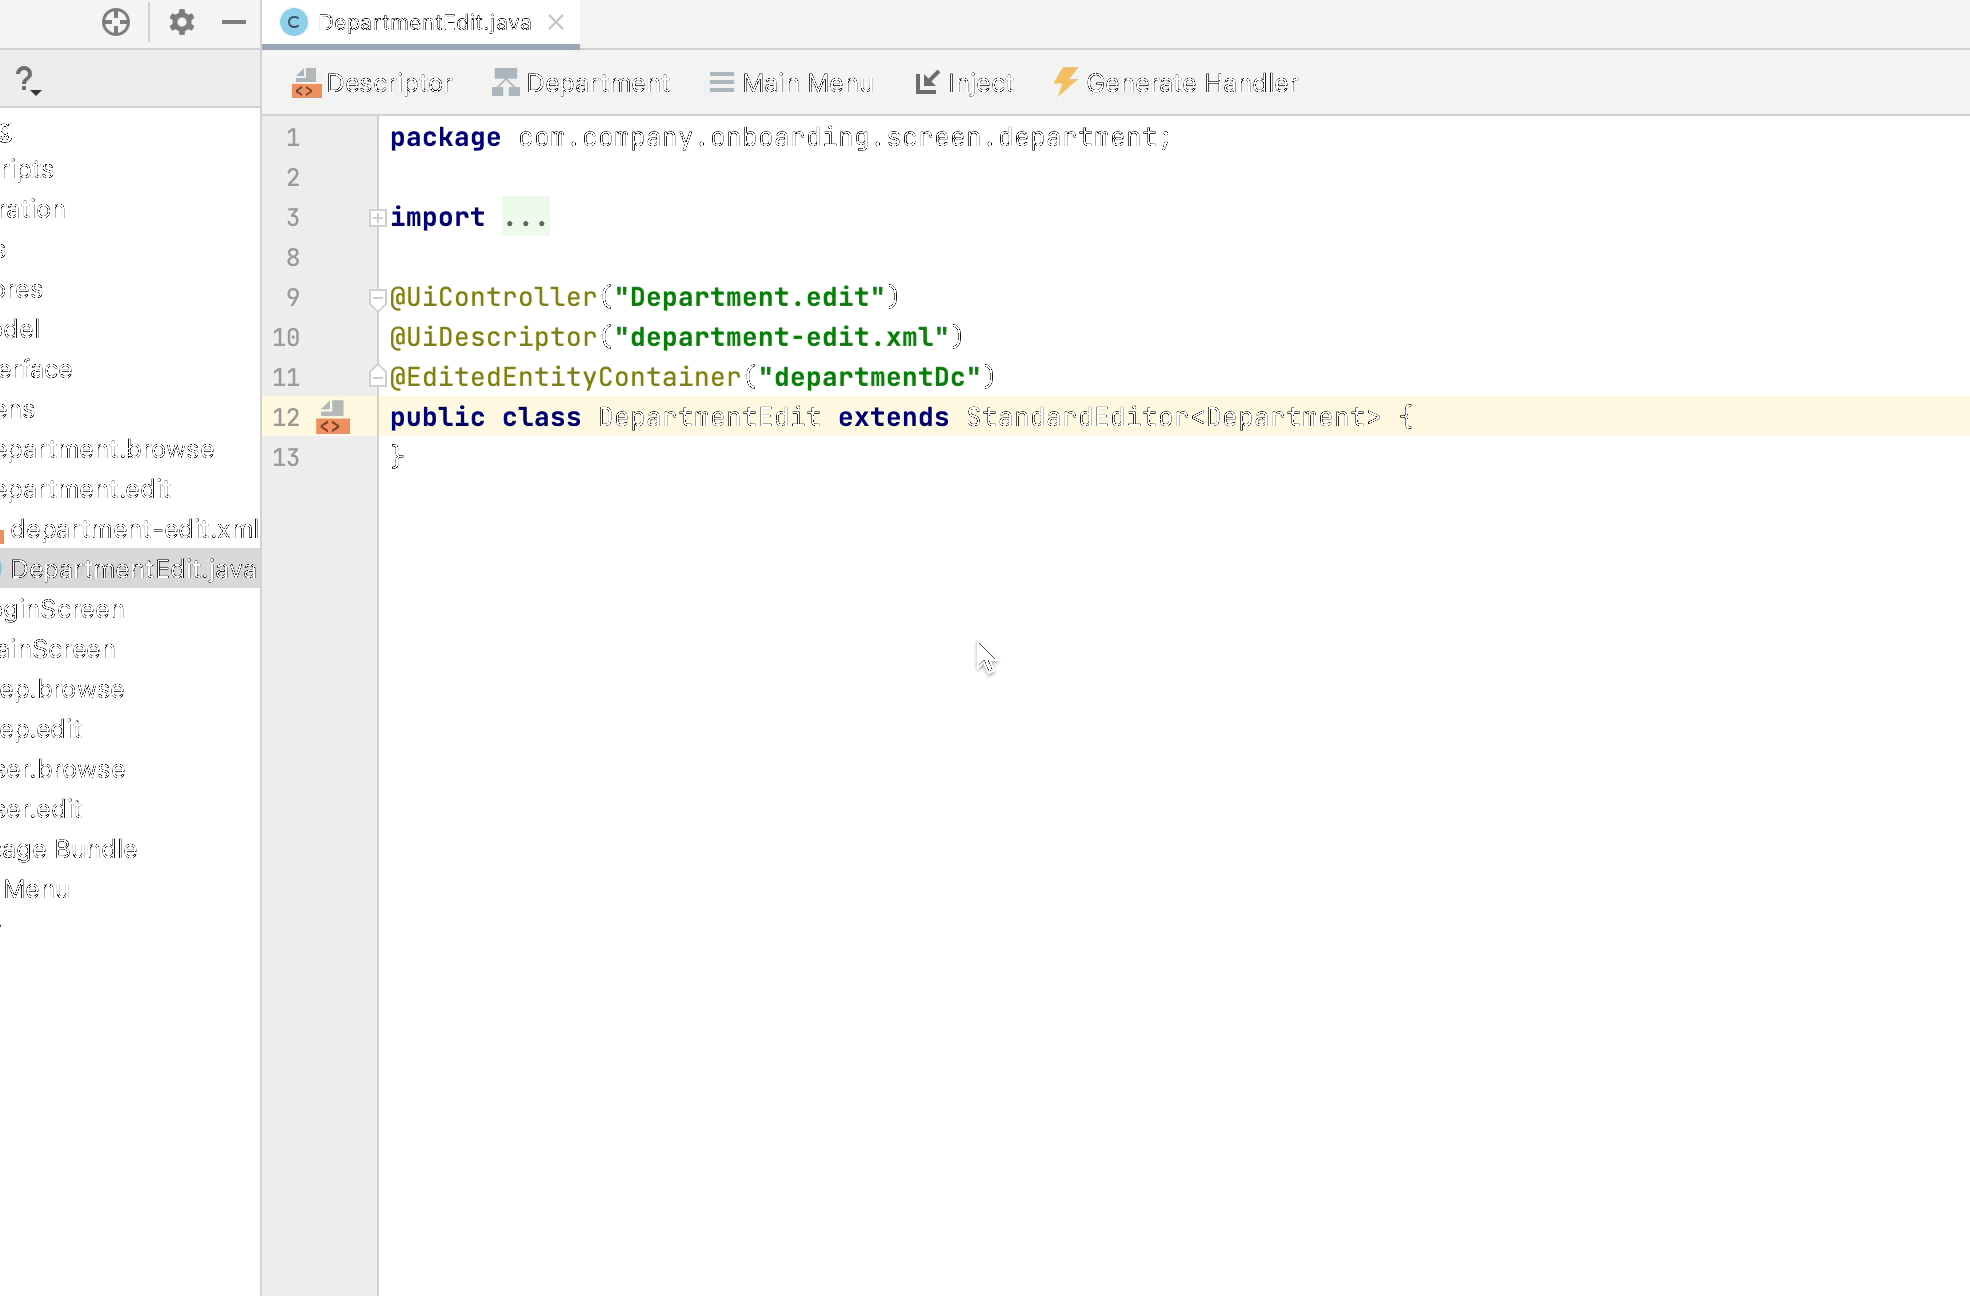 DepartmentEdit.java
?
Descriptor Department Main Menu Inject Generate Handler
g
ripts
ration
s
ores
odel
erface
ens
epartment.browse
epartment.edit
department-edit.xml
DepartmentEdit.java
oginScreen
ainScreen
ep.browse
ep.edit
ser.browse
ser.edit
sage Bundle
Menu
1 package com.company.onboarding.screen.department;
2
3 import ...
8
9 @UiController("Department.edit")
10 @UiDescriptor("department-edit.xml")
11 @EditedEntityContainer("departmentDc")
12 public class DepartmentEdit extends StandardEditor<Department> {
13 }